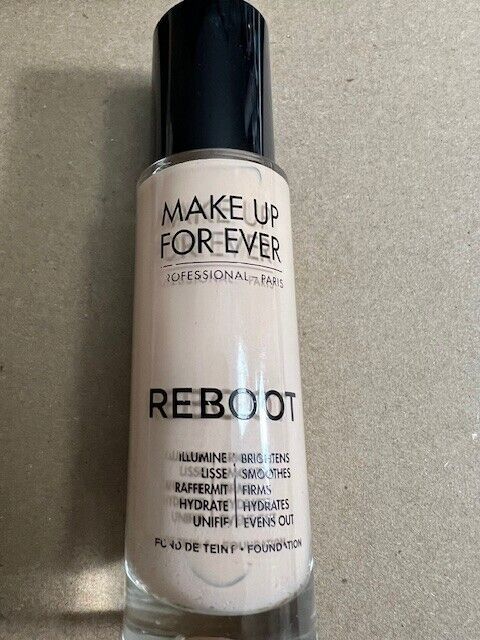 MAKE UP
FOR EVER
PROFESSIONAL - PARIS
REBOOT
ILLUMINE | BRIGHTENS
LISSE | SMOOTHES
RAFFERMIT | FIRMS
HYDRATE | HYDRATES
UNIFIE | EVENS OUT
FOND DE TEINT • FOUNDATION